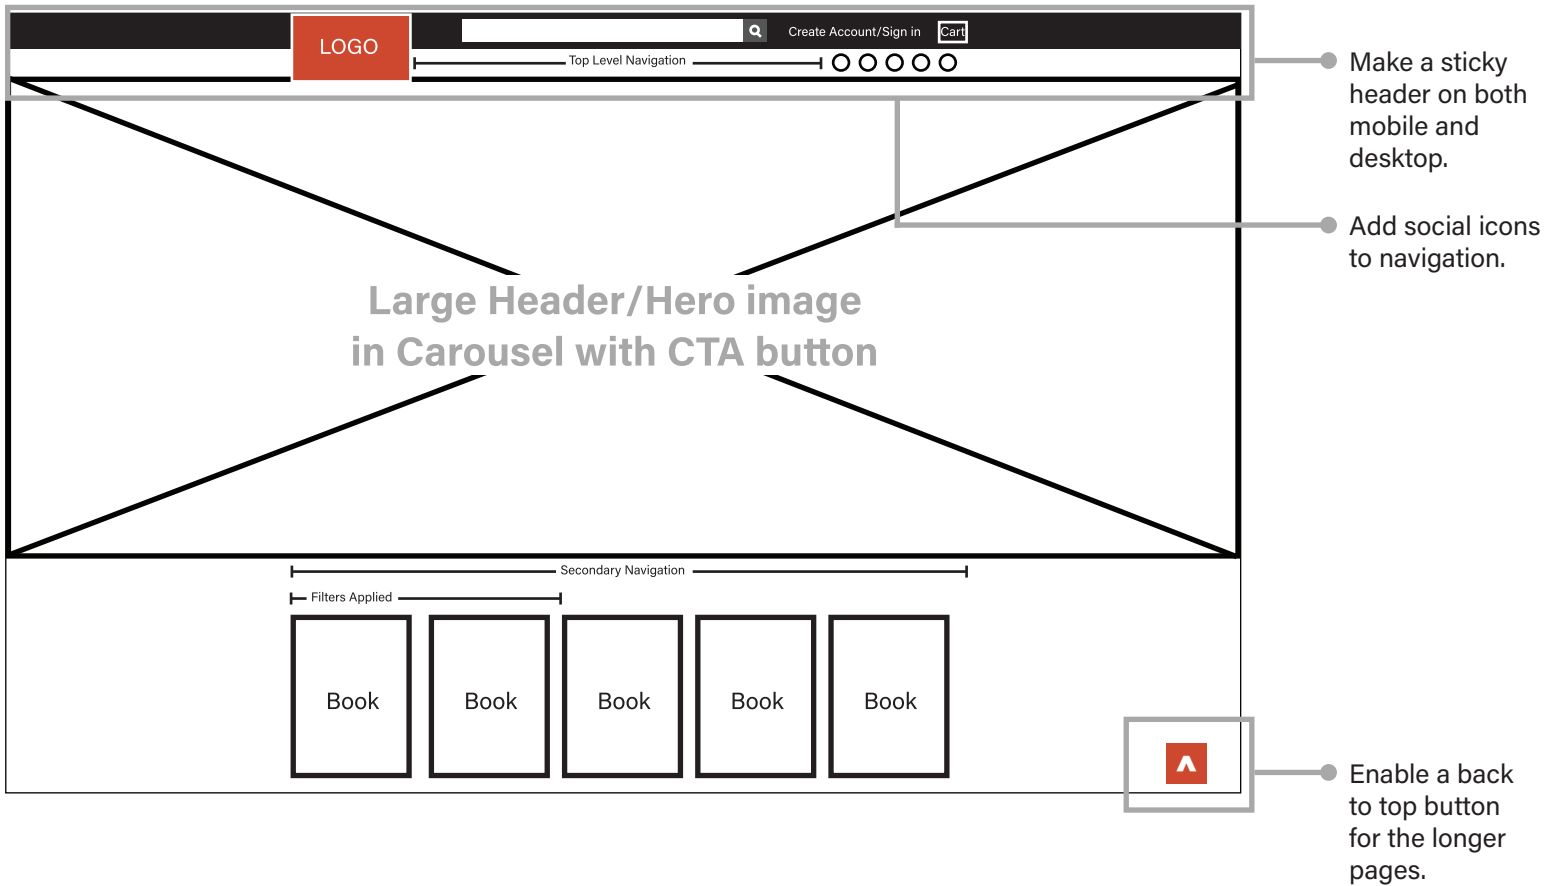 LOGO
Create Account/Sign in
Cart
Top Level Navigation
Make a sticky
header on both
mobile and
desktop.
Add social icons
to navigation.
Large Header/Hero image
in Carousel with CTA button
Secondary Navigation
Filters Applied
Book
Book
Book
Book
Book
Enable a back
to top button
for the longer
pages.